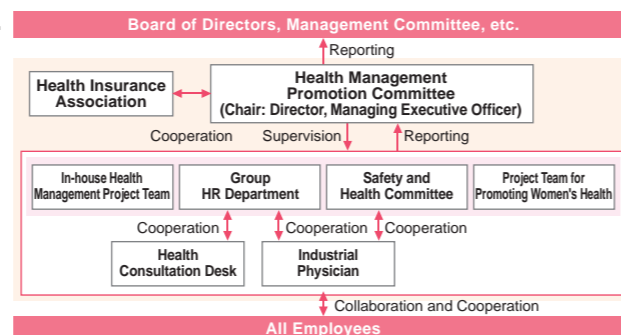 Board of Directors, Management Committee, etc.
Reporting
Health Insurance
Association
Health Management
Promotion Committee
(Chair: Director, Managing Executive Officer)
Cooperation
Supervision
Reporting
In-house Health
Management Project Team
Group
HR Department
Safety and
Health Committee
Project Team for
Promoting Women's Health
Cooperation
Cooperation
Cooperation
Health
Consultation Desk
Industrial
Physician
Collaboration and Cooperation
All Employees